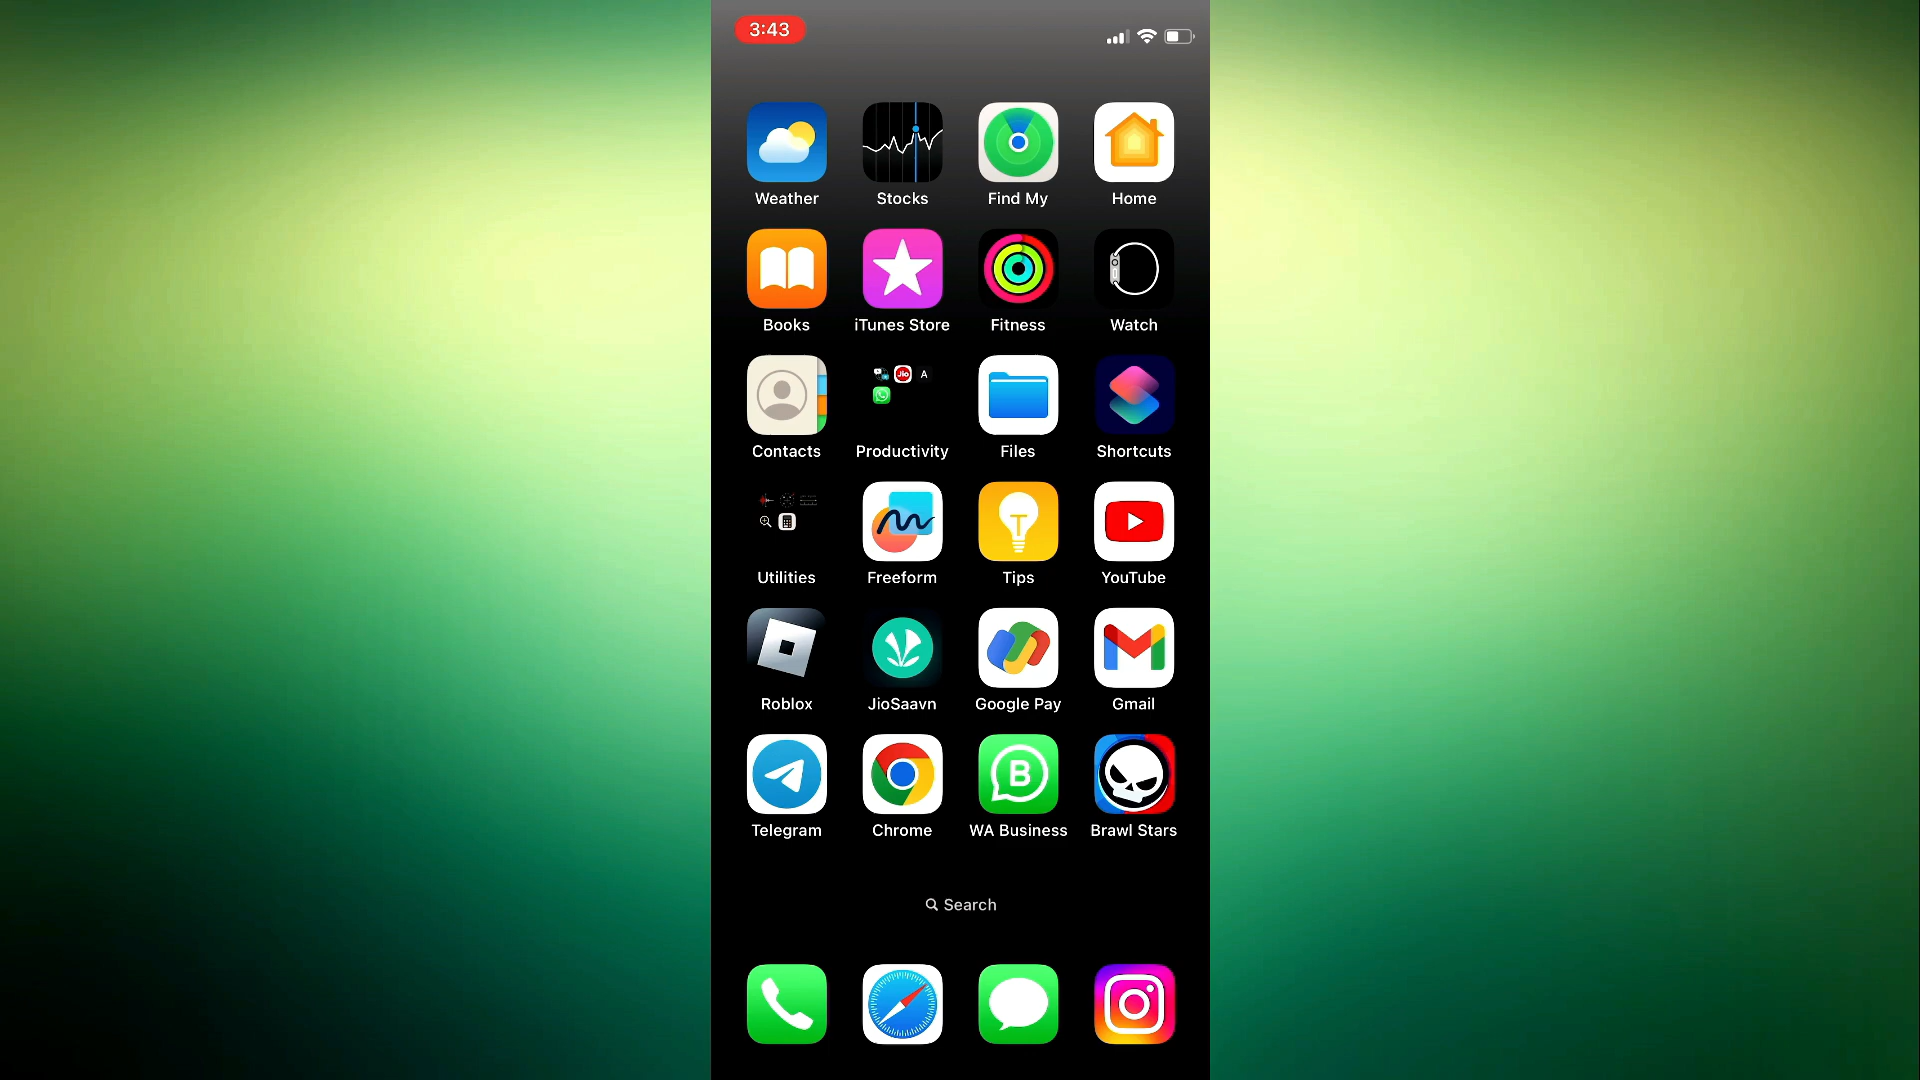 3:43
Weather Stocks Find My Home
Books iTunes Store Fitness Watch
Jio A
Contacts Productivity Files Shortcuts
Utilities Freeform Tips YouTube
Roblox JioSaavn Google Pay Gmail
B
Telegram Chrome WA Business Brawl Stars
Search